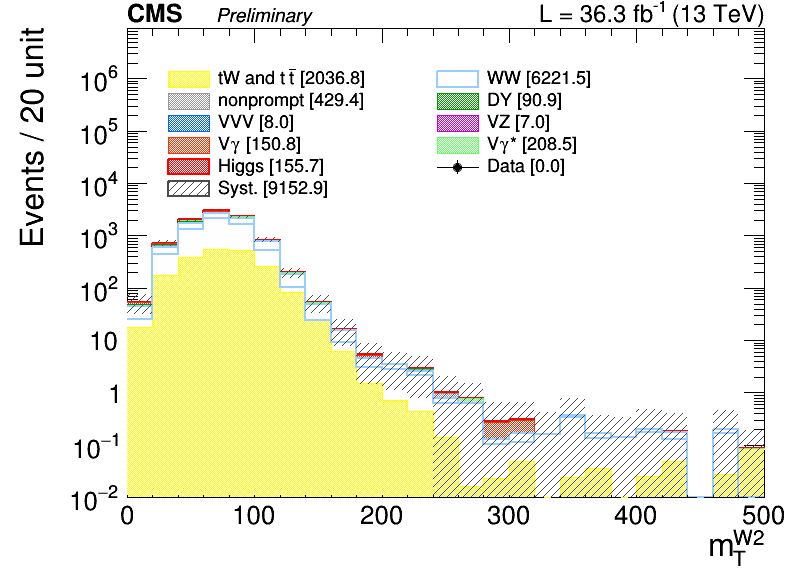 CMS Preliminary L = 36.3 fb⁻¹ (13 TeV)
Events / 20 unit
tW and t t̄ [2036.8]
nonprompt [429.4]
VVV [8.0]
Vγ [150.8]
Higgs [155.7]
Syst. [9152.9]
WW [6221.5]
DY [90.9]
VZ [7.0]
Vγ* [208.5]
Data [0.0]
10⁶
10⁵
10⁴
10³
10²
10
1
10⁻¹
10⁻²
0 100 200 300 400 500
m_T^W2